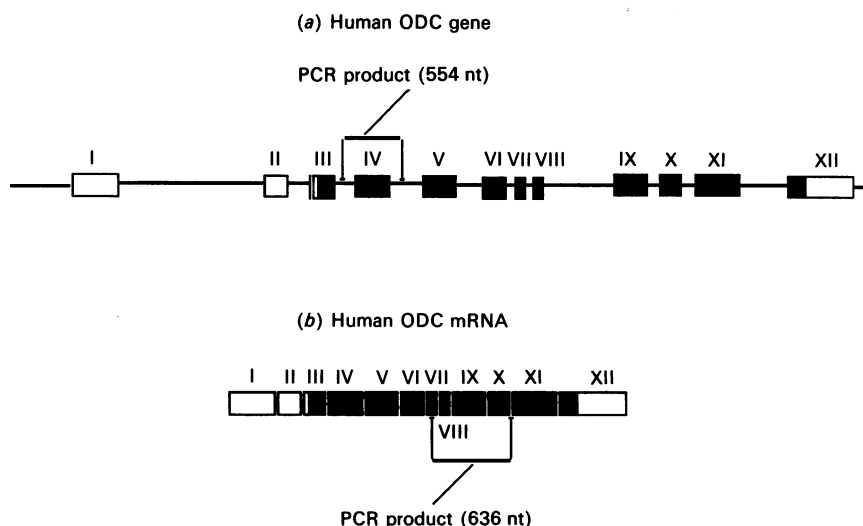 (a) Human ODC gene
PCR product (554 nt)
I II III IV V VI VII VIII IX X XI XII
(b) Human ODC mRNA
I II III IV V VI VII IX X XI XII
VIII
PCR product (636 nt)